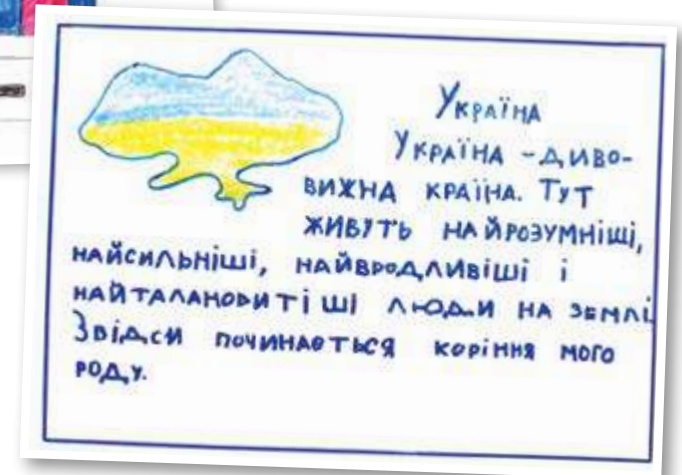 Україна
Україна - диво-
вижна країна. Тут
живуть найрозумніші,
найсильніші, найвродливіші і
найталановитіші люди на землі
Звідси починається коріння мого
роду.